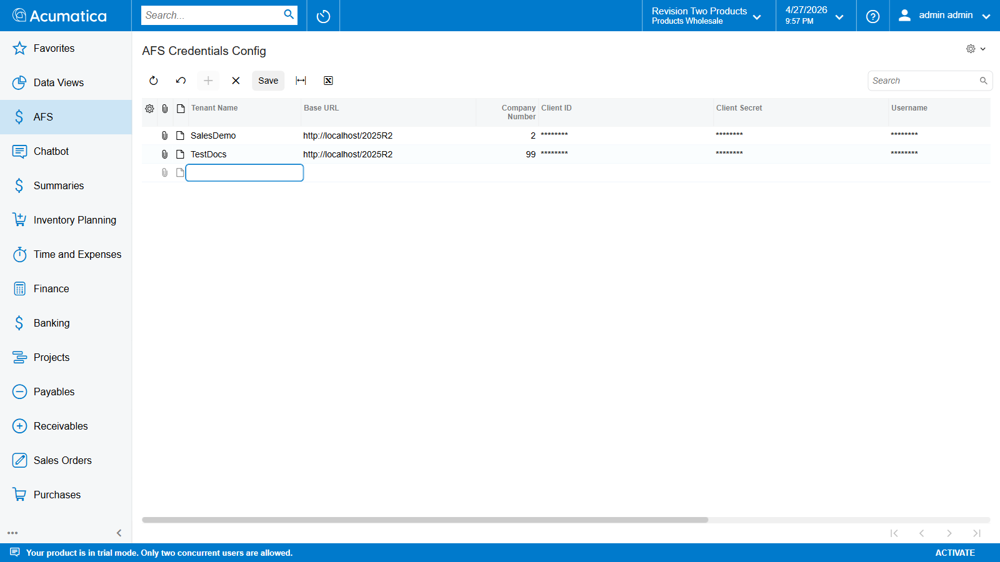 Acumatica
Search...
Revision Two Products
Products Wholesale
4/27/2026
9:57 PM
admin admin
Favorites
Data Views
AFS
Chatbot
Summaries
Inventory Planning
Time and Expenses
Finance
Banking
Projects
Payables
Receivables
Sales Orders
Purchases
AFS Credentials Config
Save
Search
Tenant Name Base URL Company Number Client ID Client Secret Username
SalesDemo http://localhost/2025R2 2 ******** ******** ********
TestDocs http://localhost/2025R2 99 ******** ******** ********
Your product is in trial mode. Only two concurrent users are allowed.
ACTIVATE